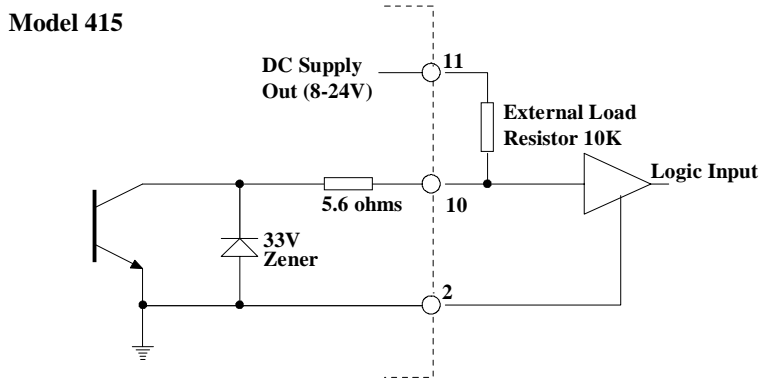 Model 415
11
DC Supply
Out (8-24V)
External Load
Resistor 10K
Logic Input
5.6 ohms
10
33V
Zener
2